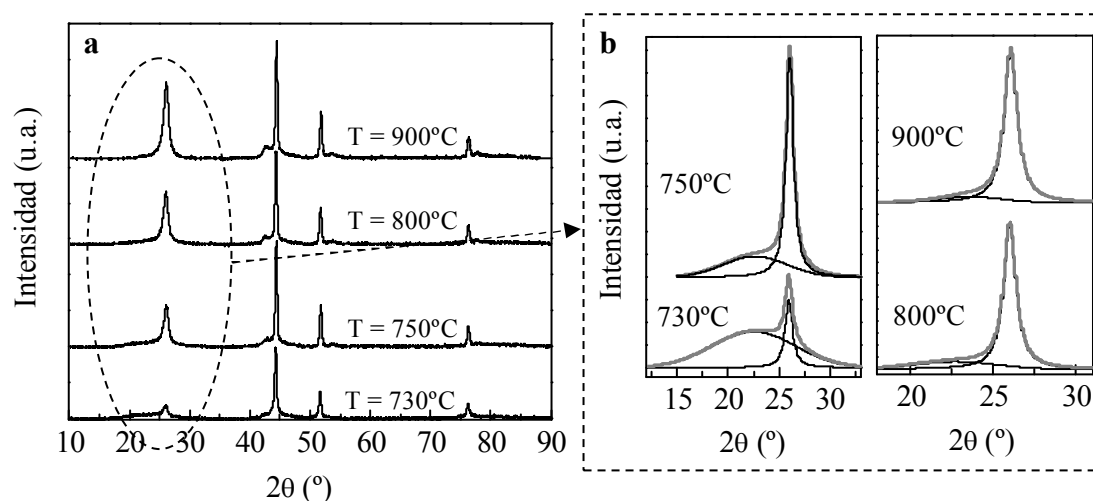 a
Intensidad (u.a.)
T = 900ºC
T = 800ºC
T = 750ºC
T = 730ºC
10 20 30 40 50 60 70 80 90
2θ (º)
b
Intensidad (u.a.)
750ºC
730ºC
15 20 25 30
2θ (º)
900ºC
800ºC
20 25 30
2θ (º)